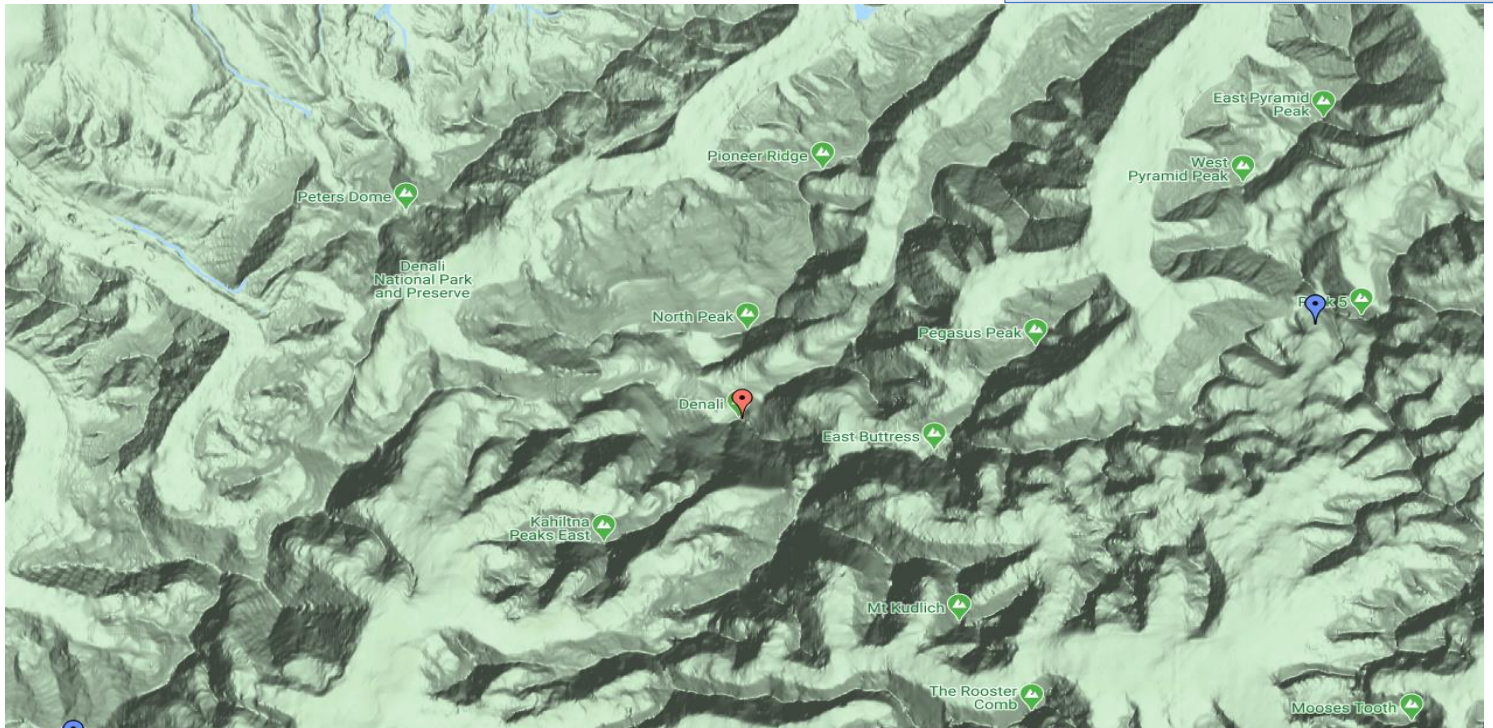 East Pyramid
Peak
Pioneer Ridge
West
Pyramid Peak
Peters Dome
Denali
National Park
and Preserve
5
North Peak
Pegasus Peak
Denali
East Buttress
Kahiltna
Peaks East
Mt Kudlich
The Rooster
Comb
Mooses Tooth